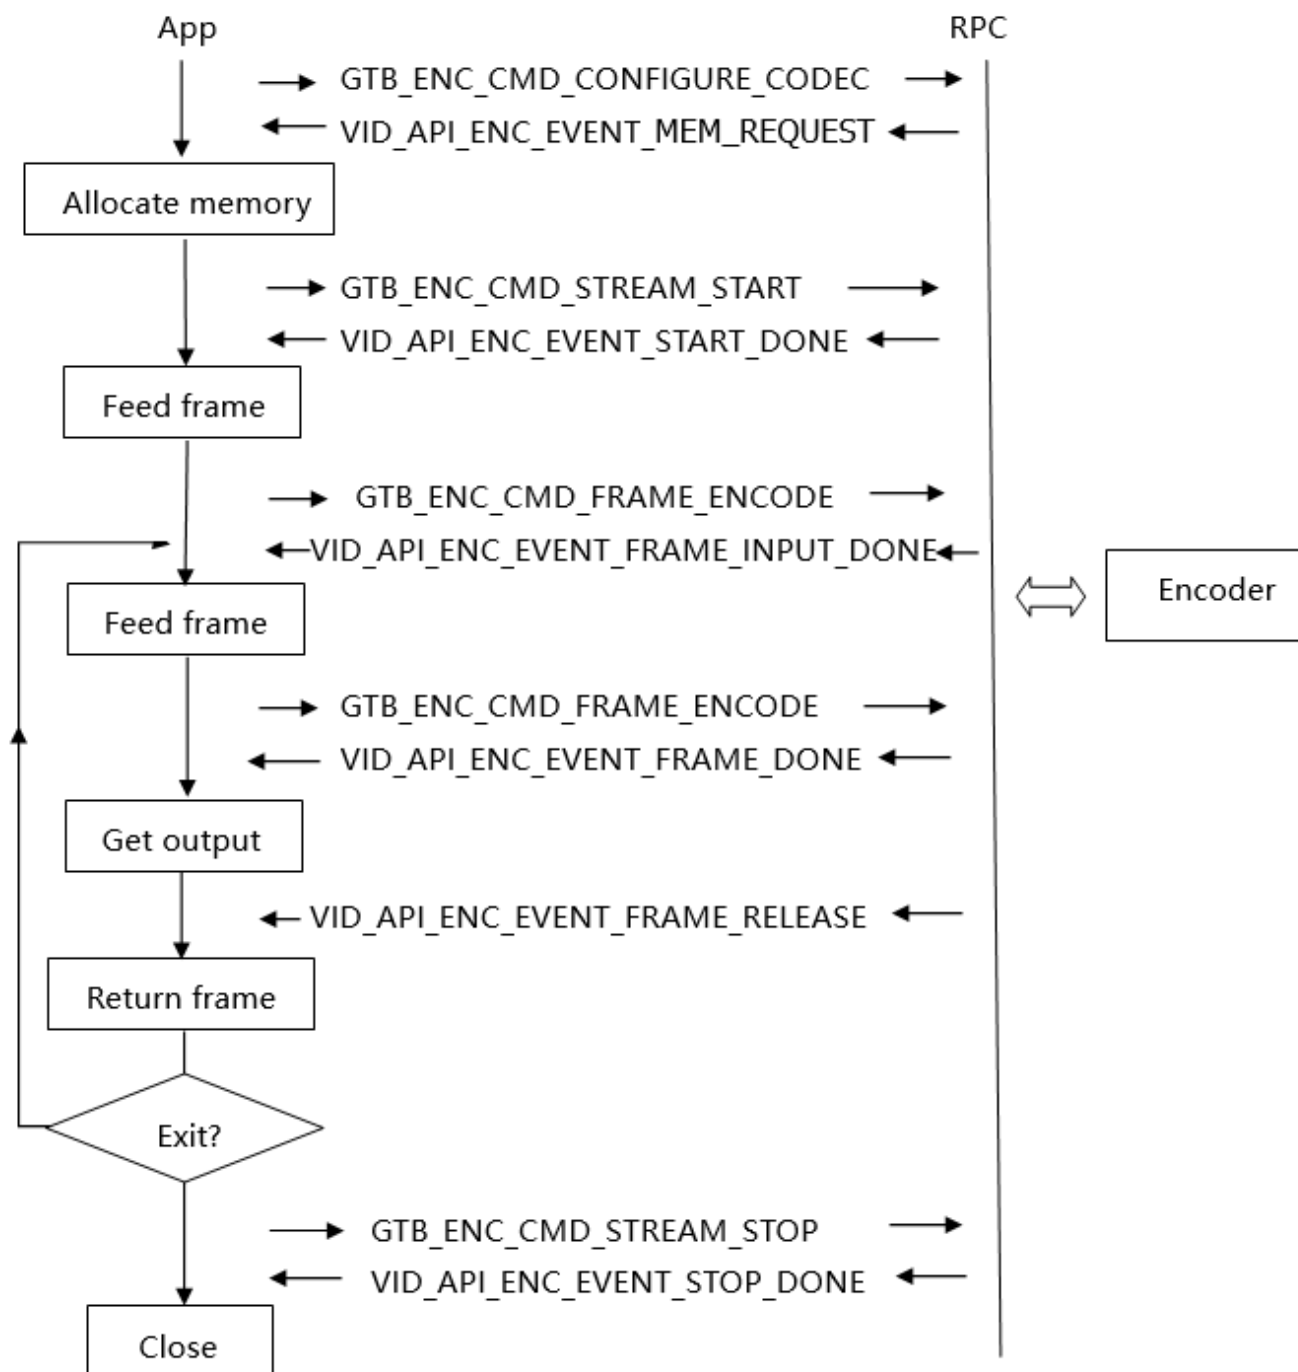 App
RPC
GTB_ENC_CMD_CONFIGURE_CODEC
VID_API_ENC_EVENT_MEM_REQUEST
Allocate memory
GTB_ENC_CMD_STREAM_START
VID_API_ENC_EVENT_START_DONE
Feed frame
GTB_ENC_CMD_FRAME_ENCODE
VID_API_ENC_EVENT_FRAME_INPUT_DONE
Encoder
Feed frame
GTB_ENC_CMD_FRAME_ENCODE
VID_API_ENC_EVENT_FRAME_DONE
Get output
VID_API_ENC_EVENT_FRAME_RELEASE
Return frame
Exit?
GTB_ENC_CMD_STREAM_STOP
VID_API_ENC_EVENT_STOP_DONE
Close